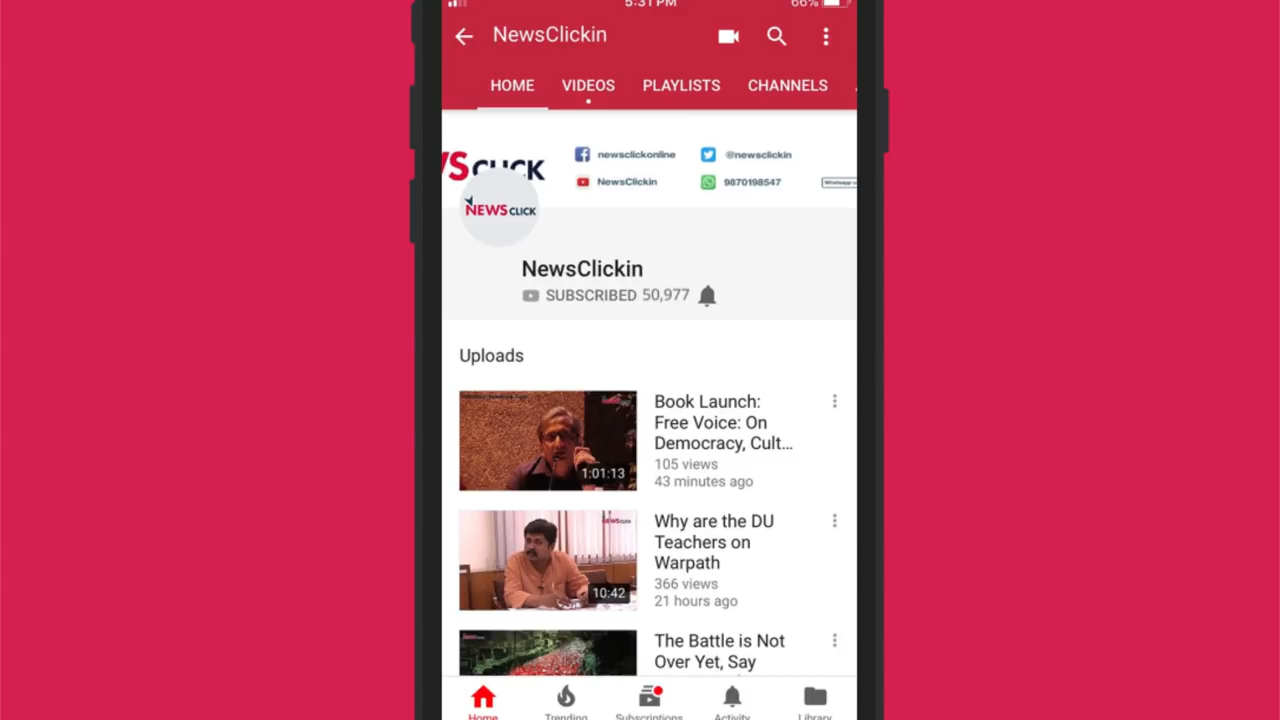 5:31 PM 66%
NewsClickin
HOME VIDEOS PLAYLISTS CHANNELS
WS CLICK
newsclickonline @newsclickin
NewsClickin 9870198547
NEWS CLICK
NewsClickin
SUBSCRIBED 50,977
Uploads
Book Launch:
Free Voice: On
Democracy, Cult...
105 views
43 minutes ago
1:01:13
Why are the DU
Teachers on
Warpath
366 views
21 hours ago
NEWSCLICK
10:42
The Battle is Not
Over Yet, Say
Home Trending Subscriptions Activity Library